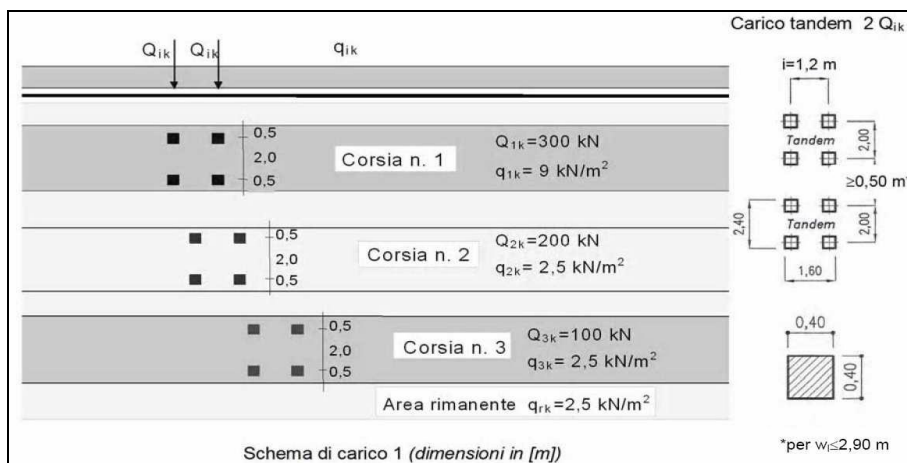 Carico tandem 2 Qik
Qik Qik qik
i=1,2 m
0,5
2,0
0,5
Corsia n. 1
Q1k=300 kN
q1k= 9 kN/m²
Tandem
2,00
≥0,50 m*
0,5
2,0
0,5
Corsia n. 2
Q2k=200 kN
q2k= 2,5 kN/m²
2,40
Tandem
2,00
1,60
0,5
2,0
0,5
Corsia n. 3
Q3k=100 kN
q3k= 2,5 kN/m²
0,40
0,40
Area rimanente qrk=2,5 kN/m²
Schema di carico 1 (dimensioni in [m])
*per wl≤2,90 m